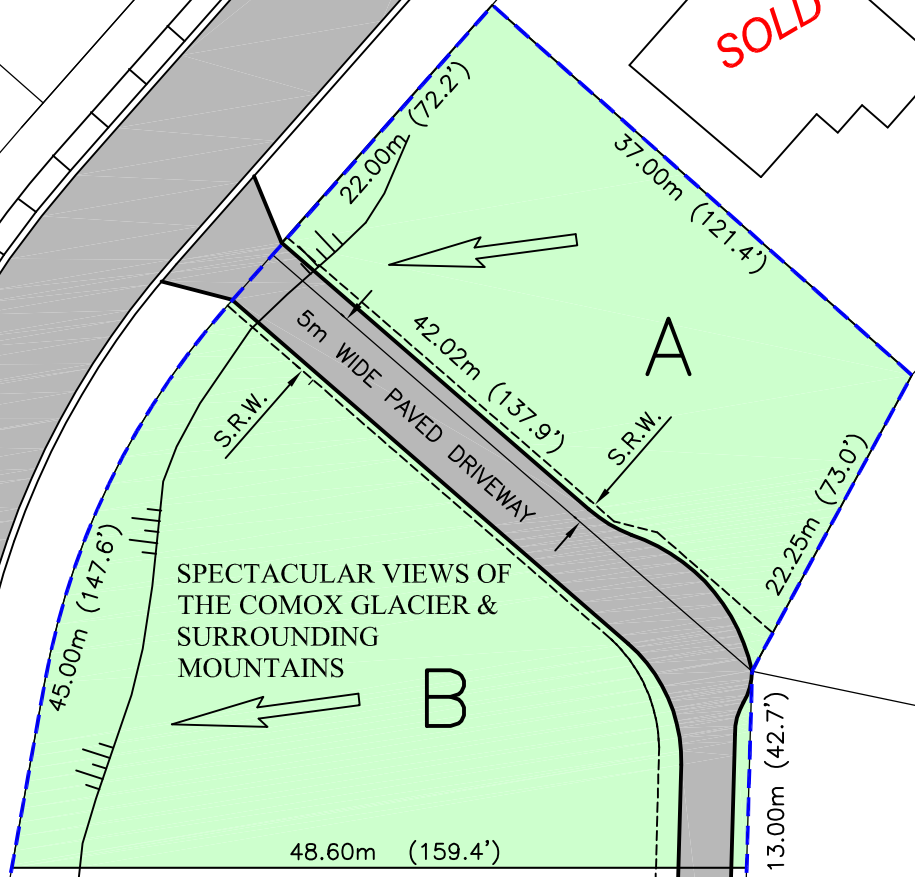 SOLD
22.00m (72.2')
37.00m (121.4')
A
42.02m (137.9')
5m WIDE PAVED DRIVEWAY
S.R.W.
S.R.W.
22.25m (73.0')
45.00m (147.6')
SPECTACULAR VIEWS OF
THE COMOX GLACIER &
SURROUNDING
MOUNTAINS
B
13.00m (42.7')
48.60m (159.4')